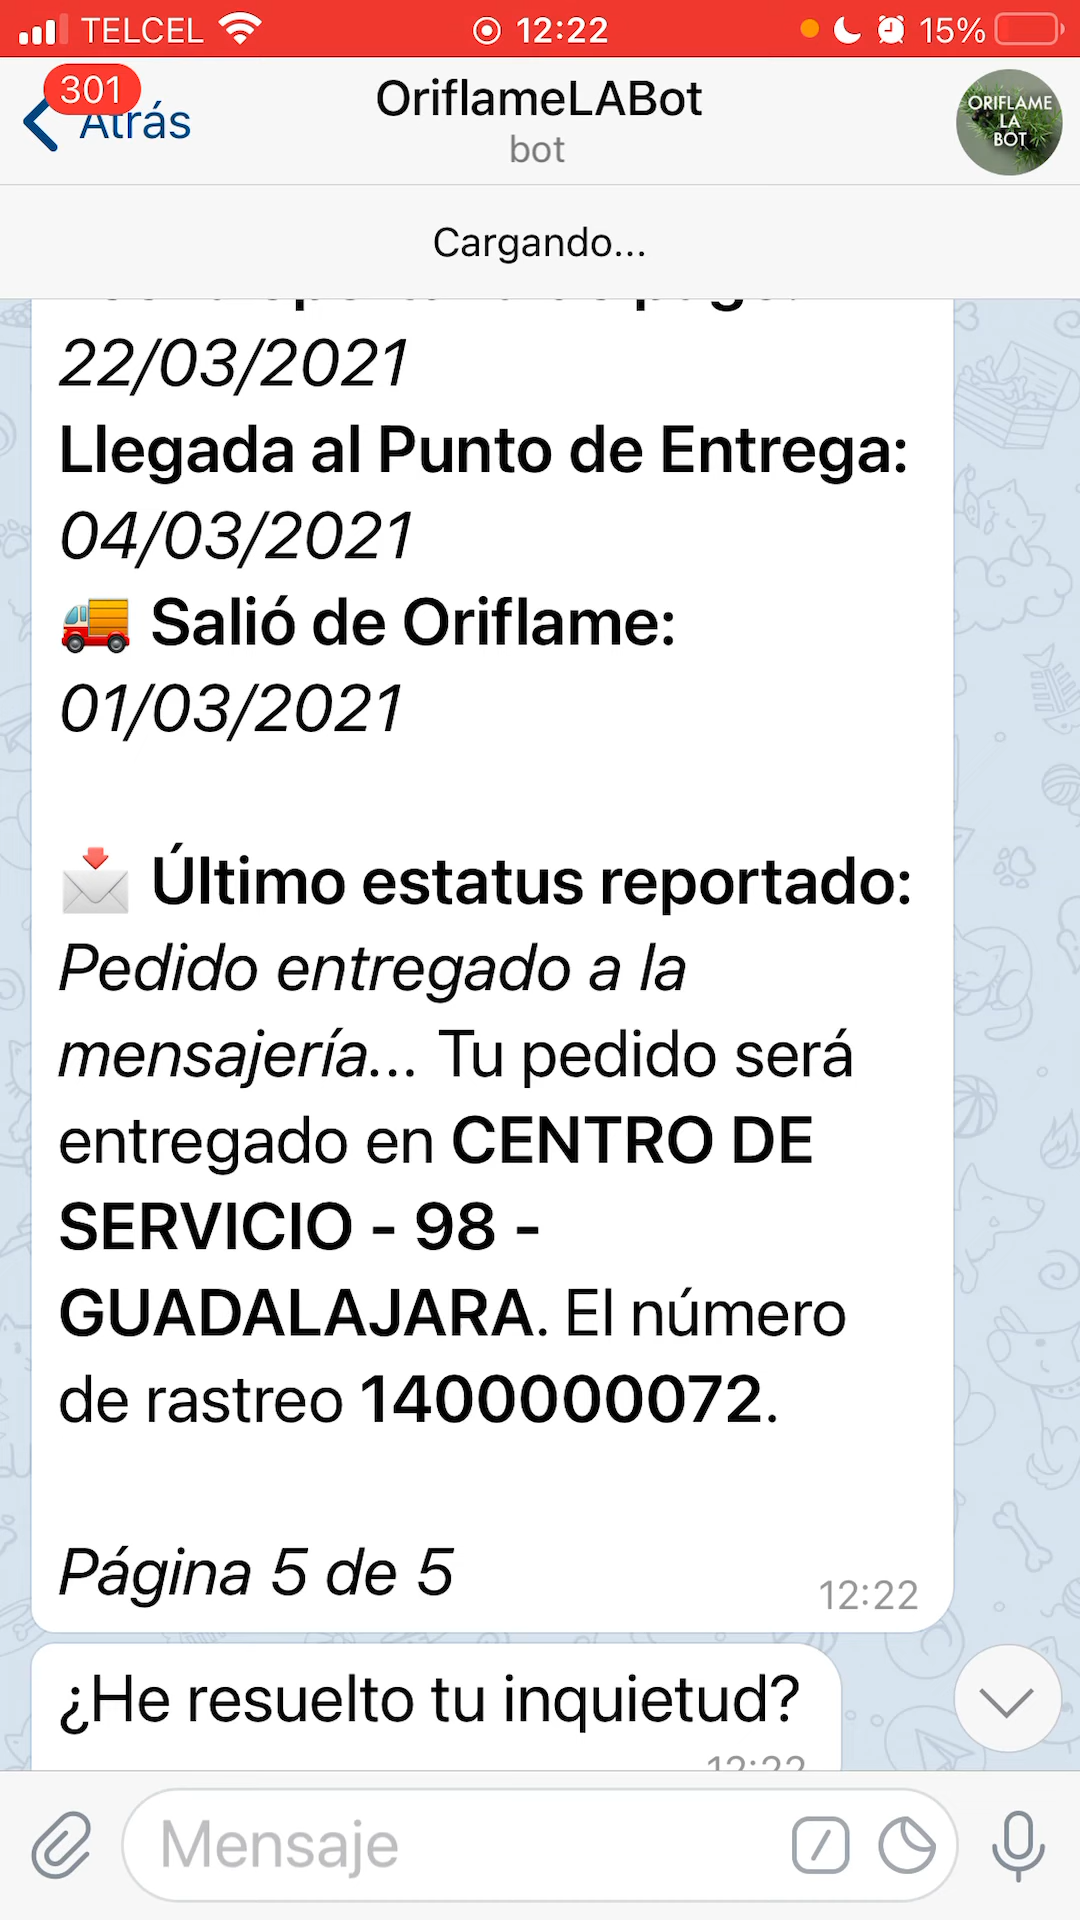 TELCEL 12:22 15%
301
Atrás
OriflameLABot
bot
ORIFLAME
LA
BOT
Cargando...
22/03/2021
Llegada al Punto de Entrega:
04/03/2021
🚚 Salió de Oriflame:
01/03/2021
📩 Último estatus reportado:
Pedido entregado a la
mensajería... Tu pedido será
entregado en CENTRO DE
SERVICIO - 98 -
GUADALAJARA. El número
de rastreo 1400000072.
Página 5 de 5
12:22
¿He resuelto tu inquietud?
12:22
Mensaje